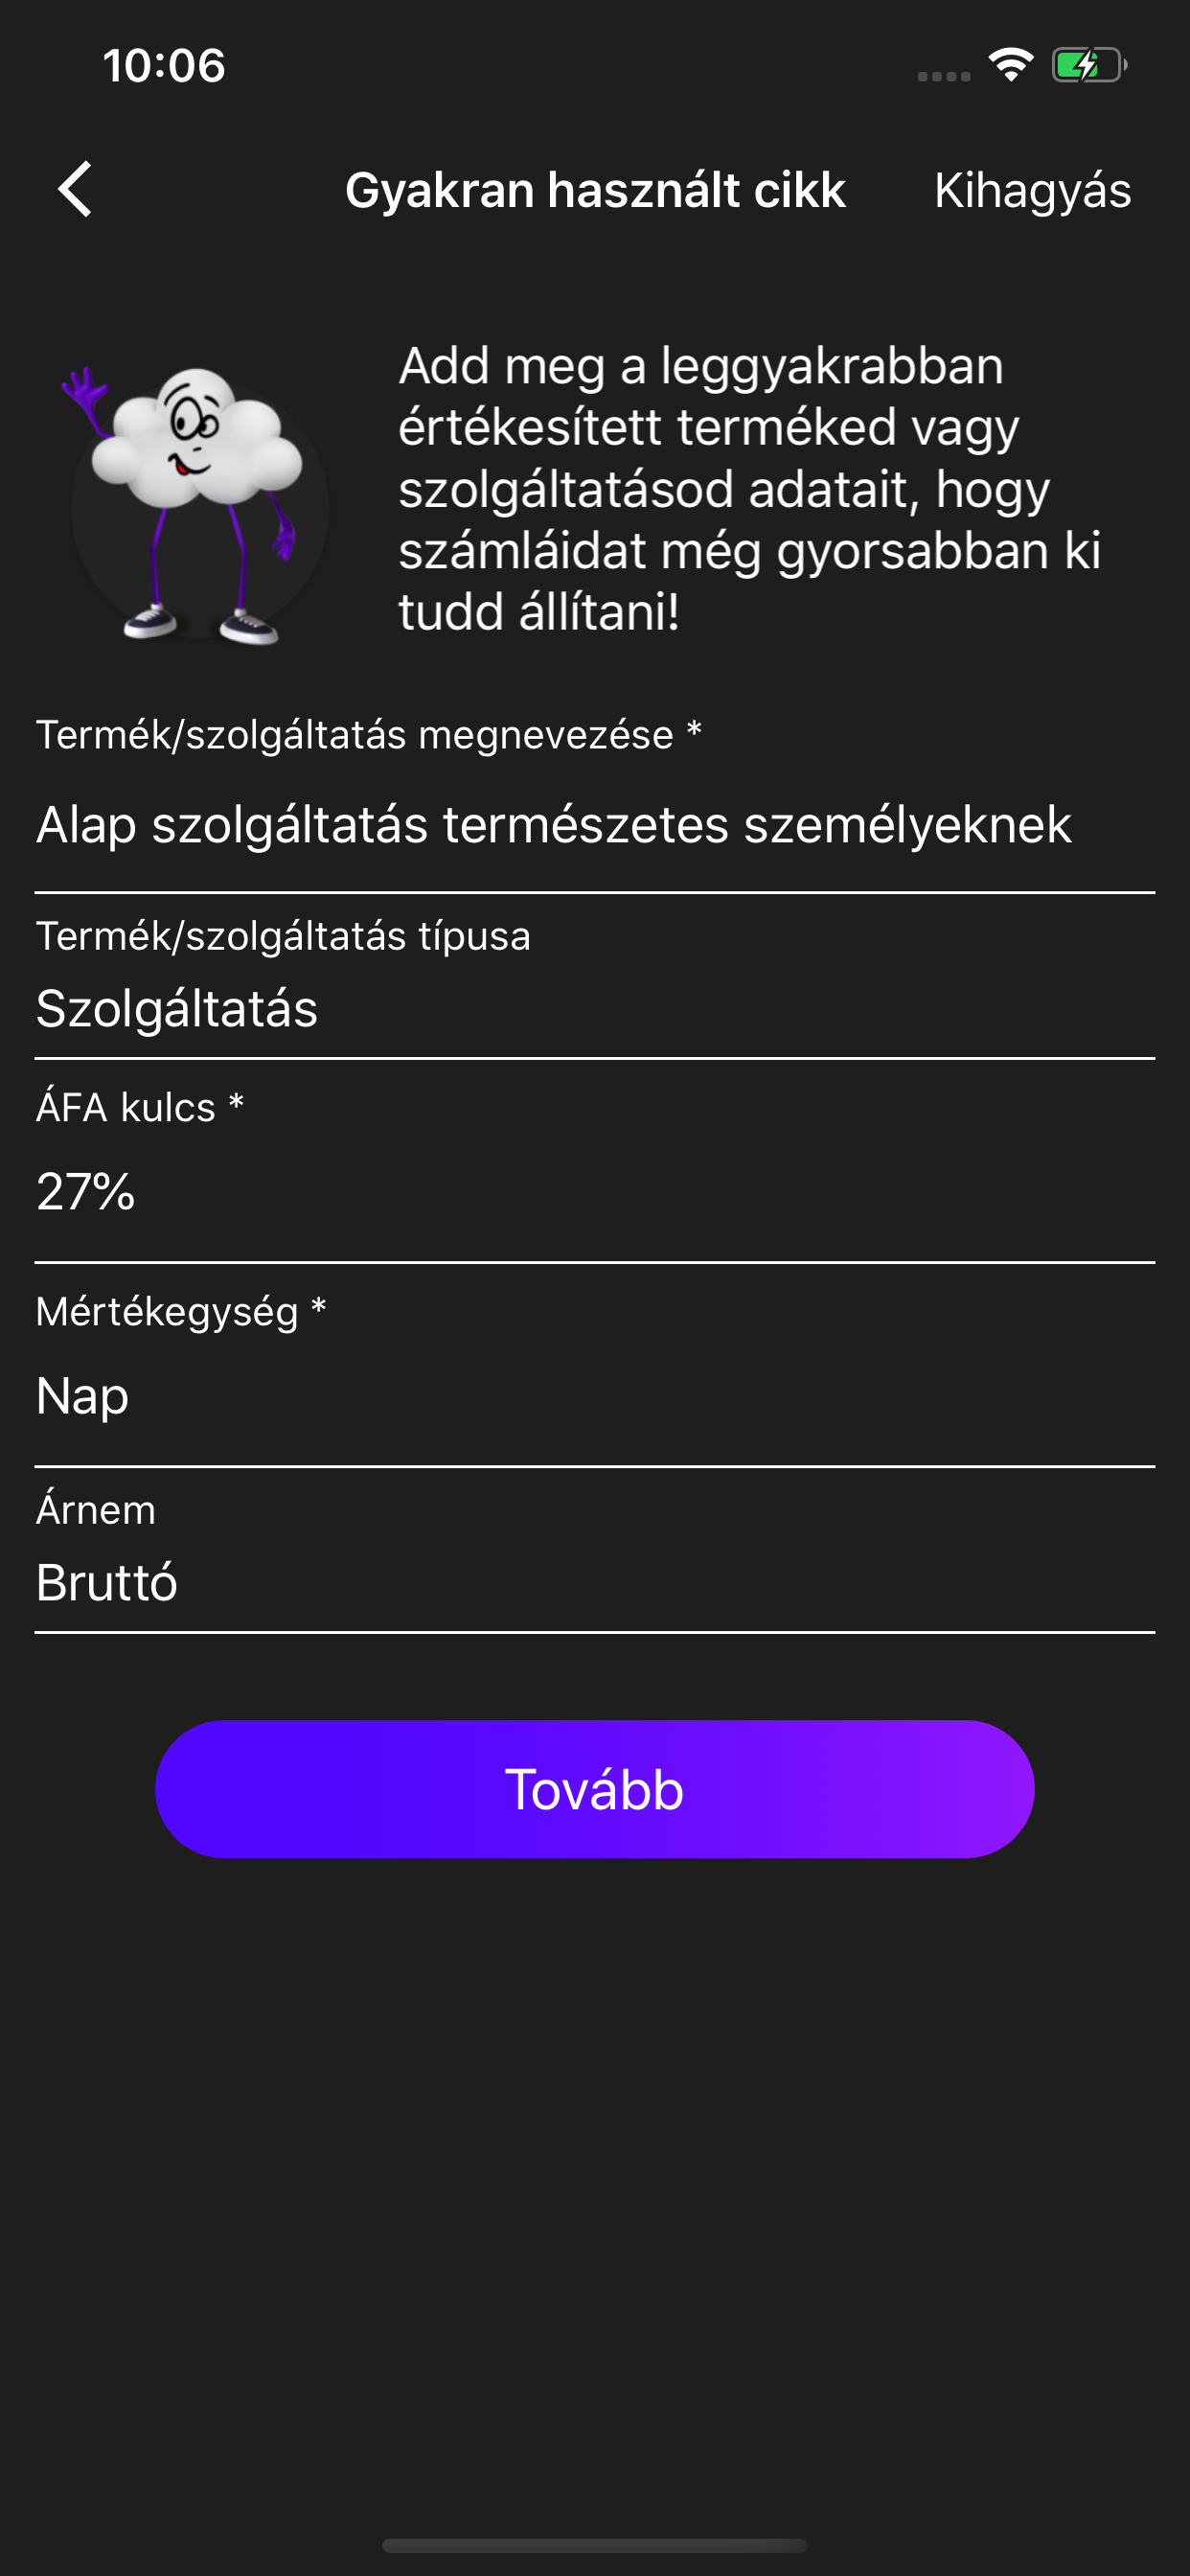 10:06
Gyakran használt cikk
Kihagyás
Add meg a leggyakrabban
értékesített terméked vagy
szolgáltatásod adatait, hogy
számláidat még gyorsabban ki
tudd állítani!
Termék/szolgáltatás megnevezése *
Alap szolgáltatás természetes személyeknek
Termék/szolgáltatás típusa
Szolgáltatás
ÁFA kulcs *
27%
Mértékegység *
Nap
Árnem
Bruttó
Tovább